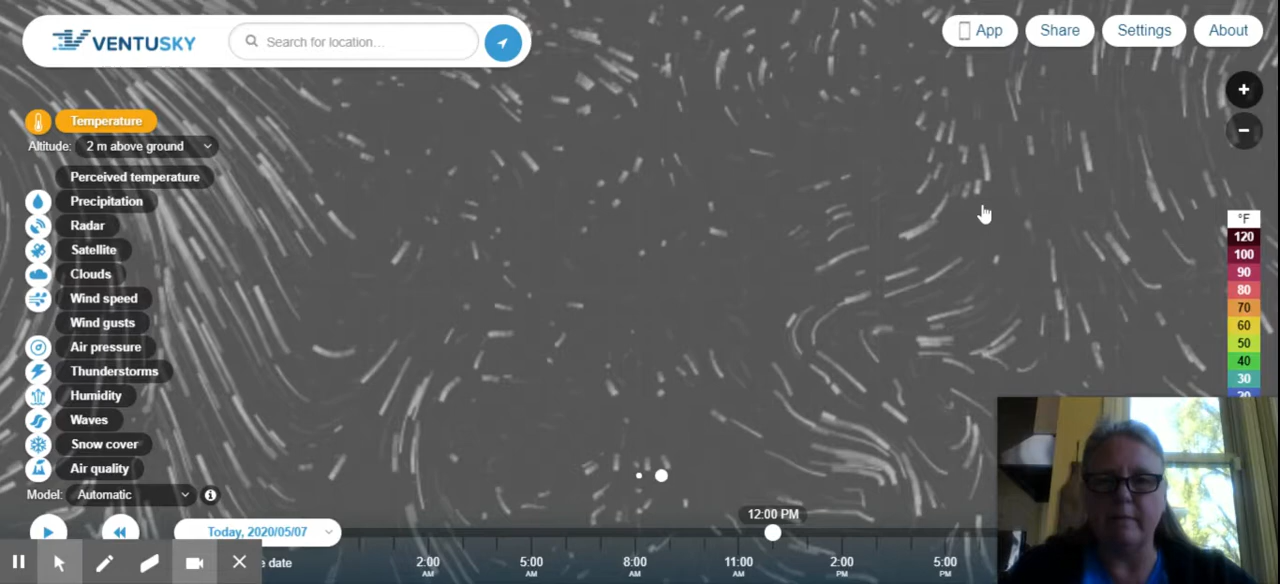 VENTUSKY
Search for location...
App
Share
Settings
About
Temperature
Altitude: 2 m above ground
Perceived temperature
Precipitation
Radar
Satellite
Clouds
Wind speed
Wind gusts
Air pressure
Thunderstorms
Humidity
Waves
Snow cover
Air quality
Model: Automatic
°F
120
100
90
80
70
60
50
40
30
20
12:00 PM
Today, 2020/05/07
e date
2:00 AM
5:00 AM
8:00 AM
11:00 AM
2:00 PM
5:00 PM